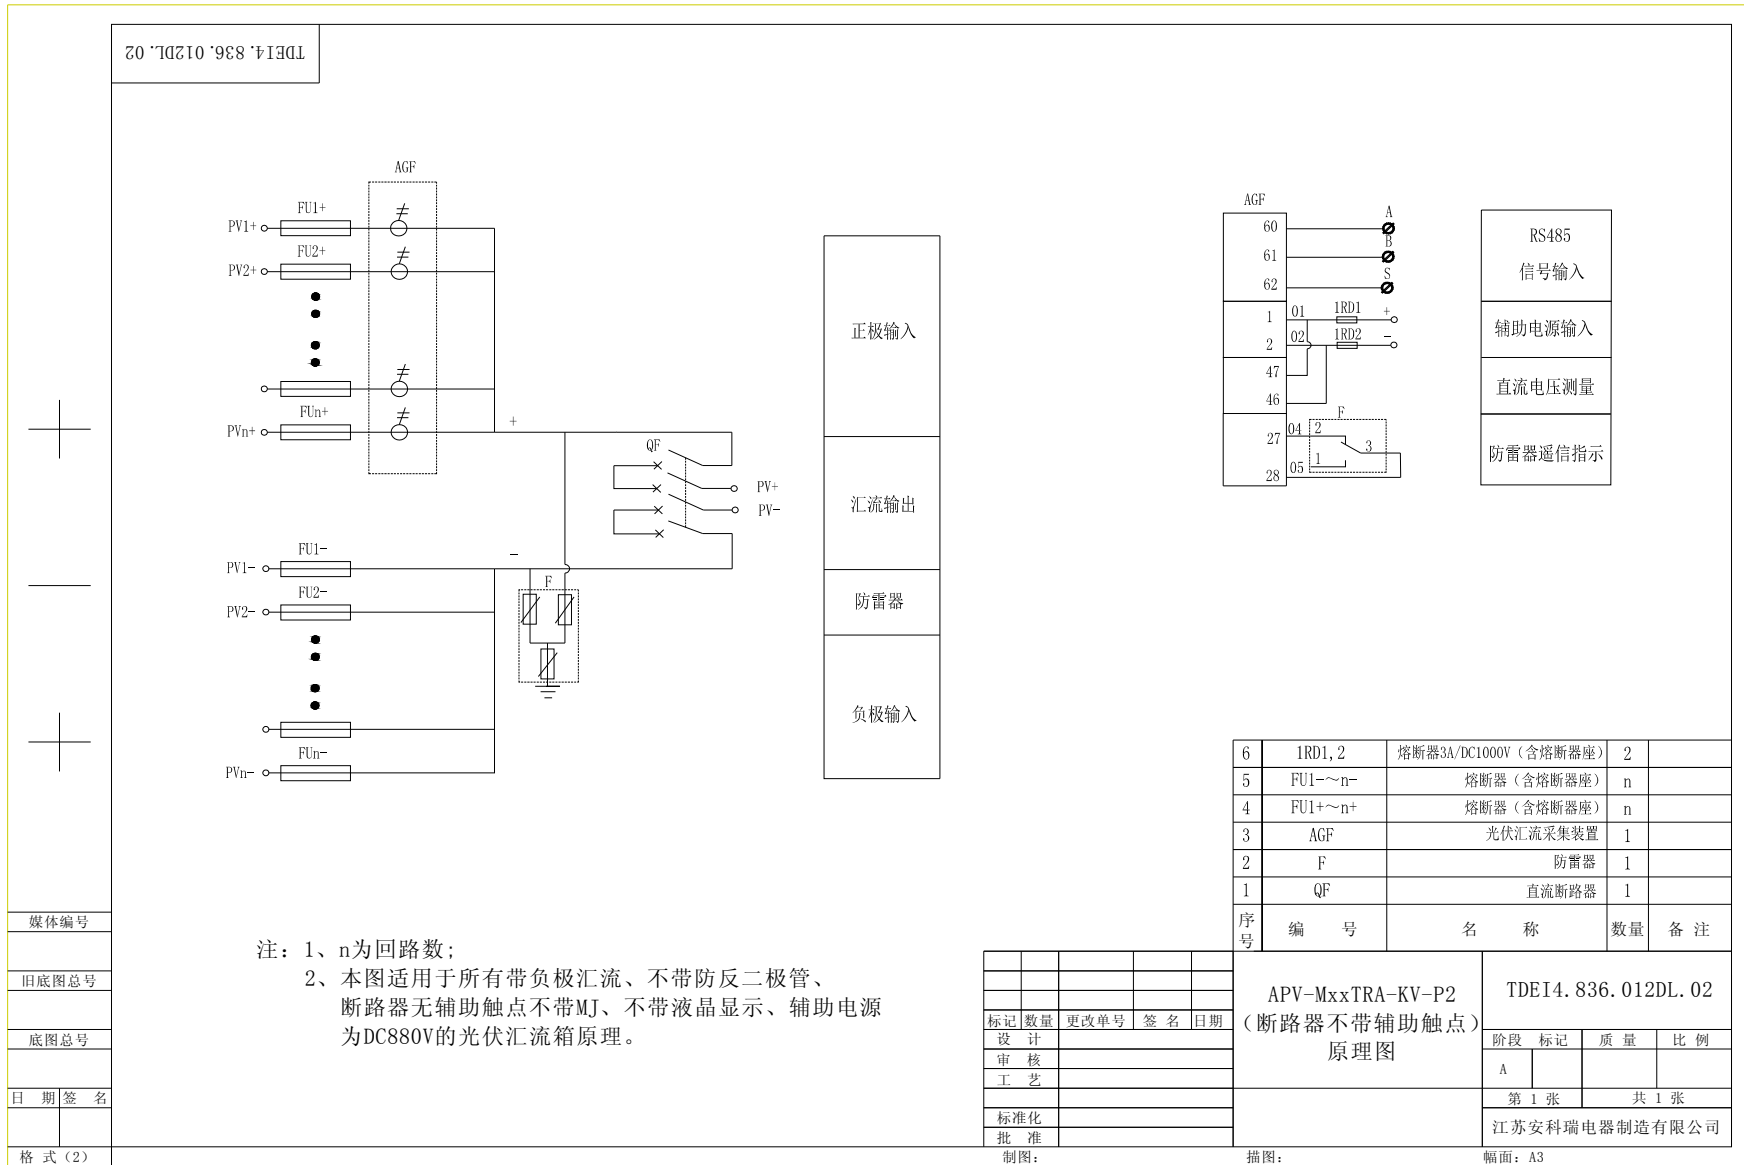 TDEI4.836.012DL.02
AGF
FU1+
PV1+
FU2+
PV2+
FUn+
PVn+
+
QF
PV+
PV-
-
FU1-
PV1-
F
FU2-
PV2-
FUn-
PVn-
正极输入
汇流输出
防雷器
负极输入
AGF
60 A
61 B
62 S
1 01 1RD1 +
2 02 1RD2 -
47
46
F
27 04 2
3
28 05 1
RS485
信号输入
辅助电源输入
直流电压测量
防雷器遥信指示
6 1RD1,2 熔断器3A/DC1000V（含熔断器座） 2
5 FU1-～n- 熔断器（含熔断器座） n
4 FU1+～n+ 熔断器（含熔断器座） n
3 AGF 光伏汇流采集装置 1
2 F 防雷器 1
1 QF 直流断路器 1
序号 编 号 名 称 数量 备 注
注：1、n为回路数;
2、本图适用于所有带负极汇流、不带防反二极管、
断路器无辅助触点不带MJ、不带液晶显示、辅助电源
为DC880V的光伏汇流箱原理。
媒体编号
旧底图总号
底图总号
日 期 签 名
格 式（2）
标记 数量 更改单号 签 名 日期
设 计
审 核
工 艺
标准化
批 准
APV-MxxTRA-KV-P2
（断路器不带辅助触点）
原理图
TDEI4.836.012DL.02
阶段 标记 质 量 比 例
A
第 1 张 共 1 张
江苏安科瑞电器制造有限公司
制图： 描图： 幅面：A3